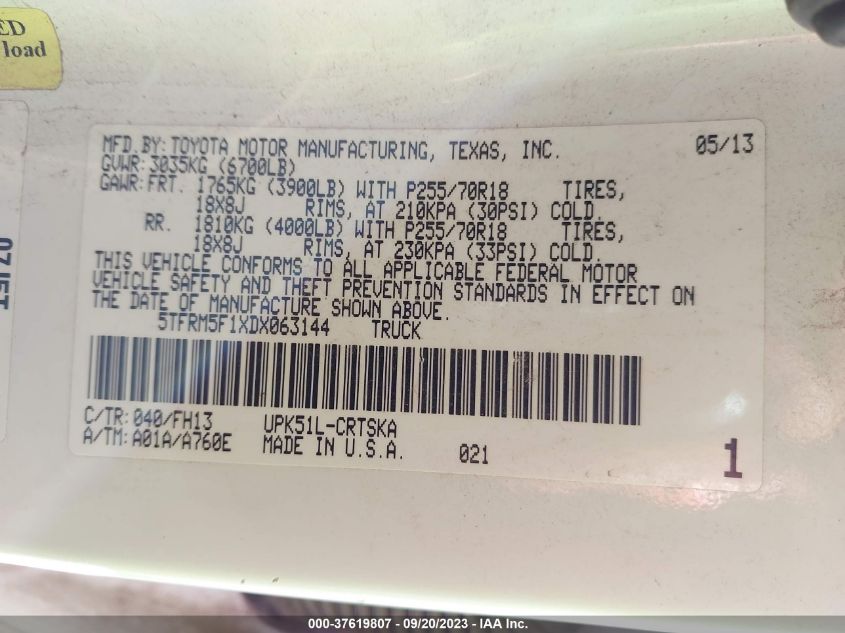 ED
load
MFD.BY:TOYOTA MOTOR MANUFACTURING, TEXAS, INC. 05/13
GVWR:3035KG (6700LB)
GAWR:FRT. 1765KG (3900LB) WITH P255/70R18 TIRES,
18X8J RIMS, AT 210KPA (30PSI) COLD.
RR. 1810KG (4000LB) WITH P255/70R18 TIRES,
18X8J RIMS, AT 230KPA (33PSI) COLD.
THIS VEHICLE CONFORMS TO ALL APPLICABLE FEDERAL MOTOR
VEHICLE SAFETY AND THEFT PREVENTION STANDARDS IN EFFECT ON
THE DATE OF MANUFACTURE SHOWN ABOVE.
5TFRM5F1XDX063144 TRUCK
C/TR:040/FH13 UPK51L-CRTSKA
A/TM:A01A/A760E MADE IN U.S.A. 021
1
000-37619807 - 09/20/2023 - IAA Inc.